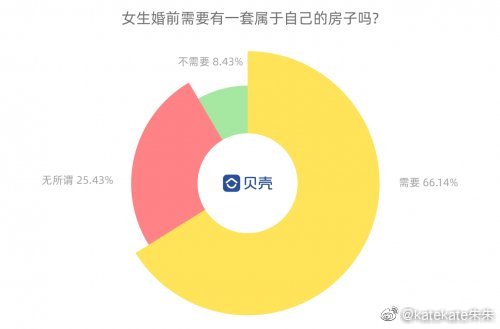 女生婚前需要有一套属于自己的房子吗?
不需要 8.43%
无所谓 25.43%
贝壳
需要 66.14%
@katekate朱朱